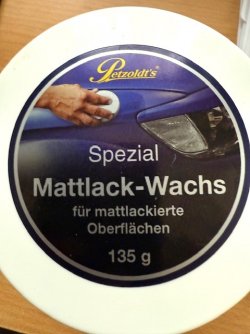 Petzoldt's
Spezial
Mattlack-Wachs
für mattlackierte
Oberflächen
135 g